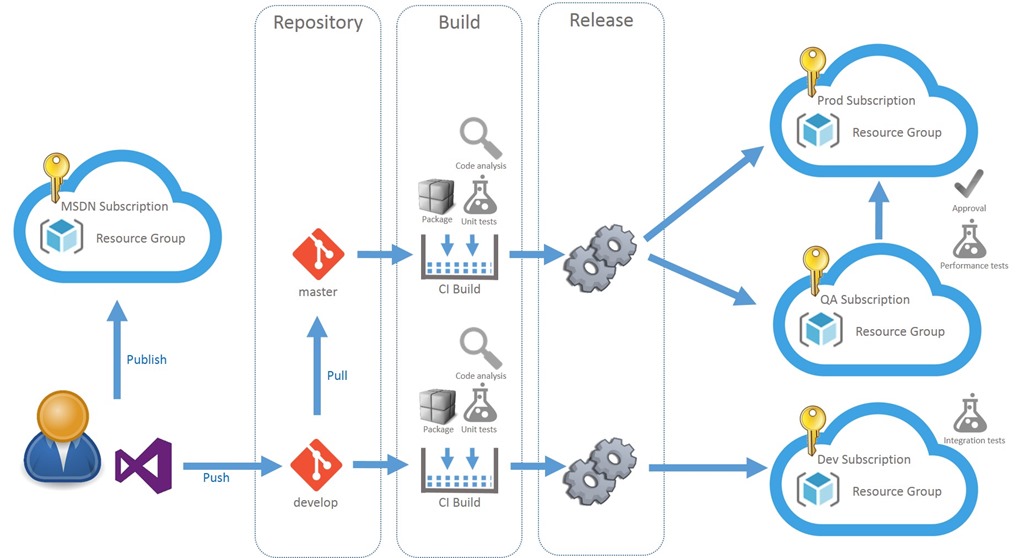 Repository
Build
Release
MSDN Subscription
Resource Group
Publish
Push
master
Pull
develop
Code analysis
Package
Unit tests
CI Build
Code analysis
Package
Unit tests
CI Build
Prod Subscription
Resource Group
Approval
Performance tests
QA Subscription
Resource Group
Integration tests
Dev Subscription
Resource Group